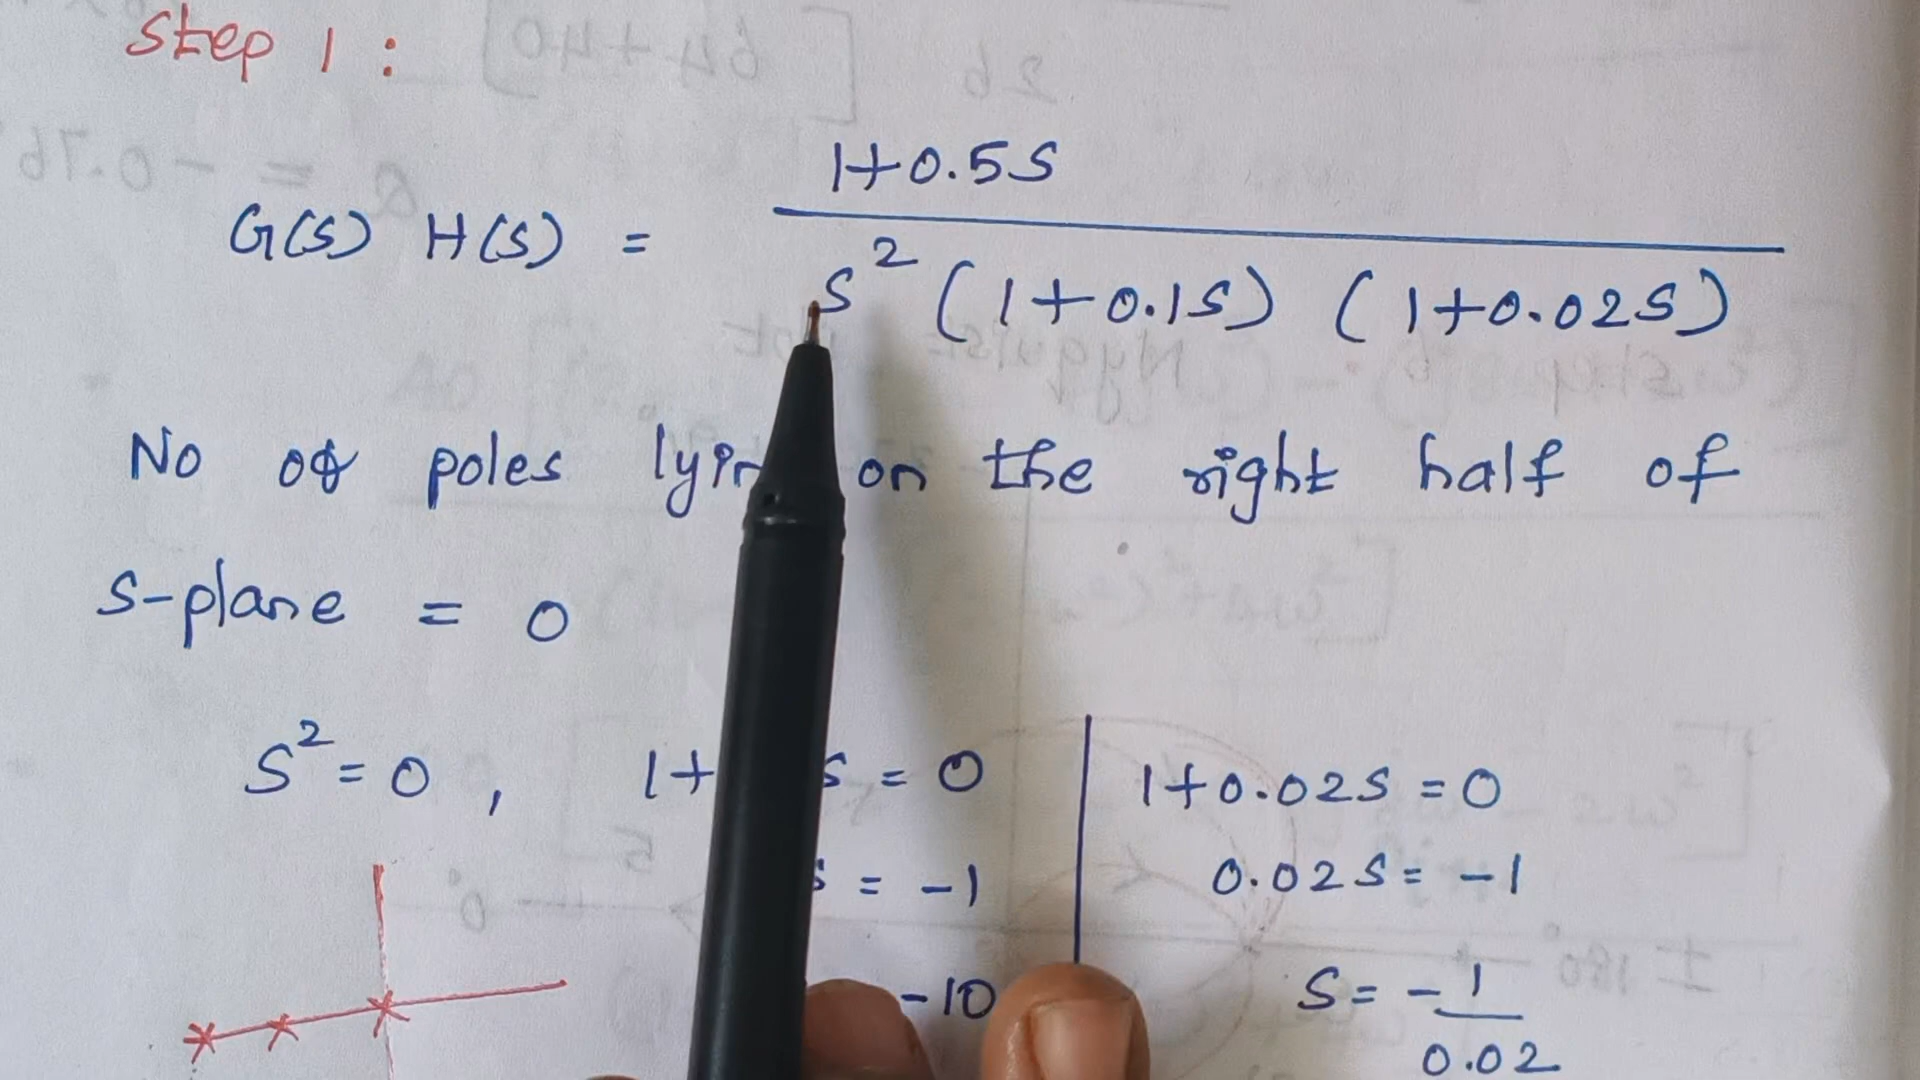 Step 1 :
1+0.5S
G(S) H(S) =
S² (1+0.1S) (1+0.02S)
No of poles on the right half of
S-plane = 0
S² = 0 , 1+ S = 0 1+0.02S = 0
S = -1 0.02S = -1
-10 S = - 1
0.02